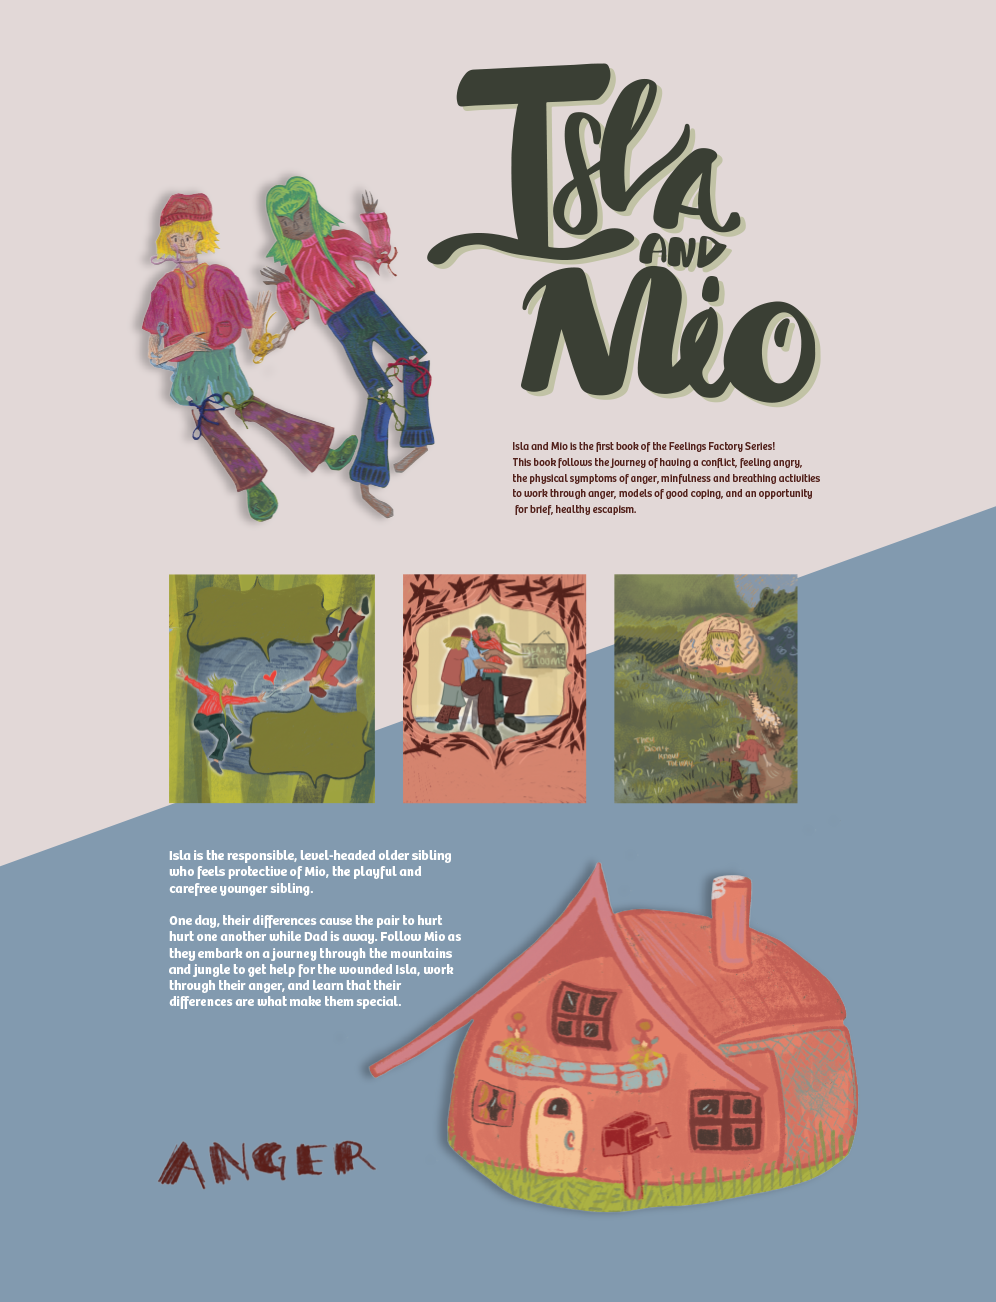 Isla
AND
Mio
Isla and Mio is the first book of the Feelings Factory Series!
This book follows the journey of having a conflict, feeling angry,
the physical symptoms of anger, minfulness and breathing activities
to work through anger, models of good coping, and an opportunity
for brief, healthy escapism.
ROOM!
They
Don't
know
The way
Isla is the responsible, level-headed older sibling
who feels protective of Mio, the playful and
carefree younger sibling.
One day, their differences cause the pair to hurt
hurt one another while Dad is away. Follow Mio as
they embark on a journey through the mountains
and jungle to get help for the wounded Isla, work
through their anger, and learn that their
differences are what make them special.
ANGER